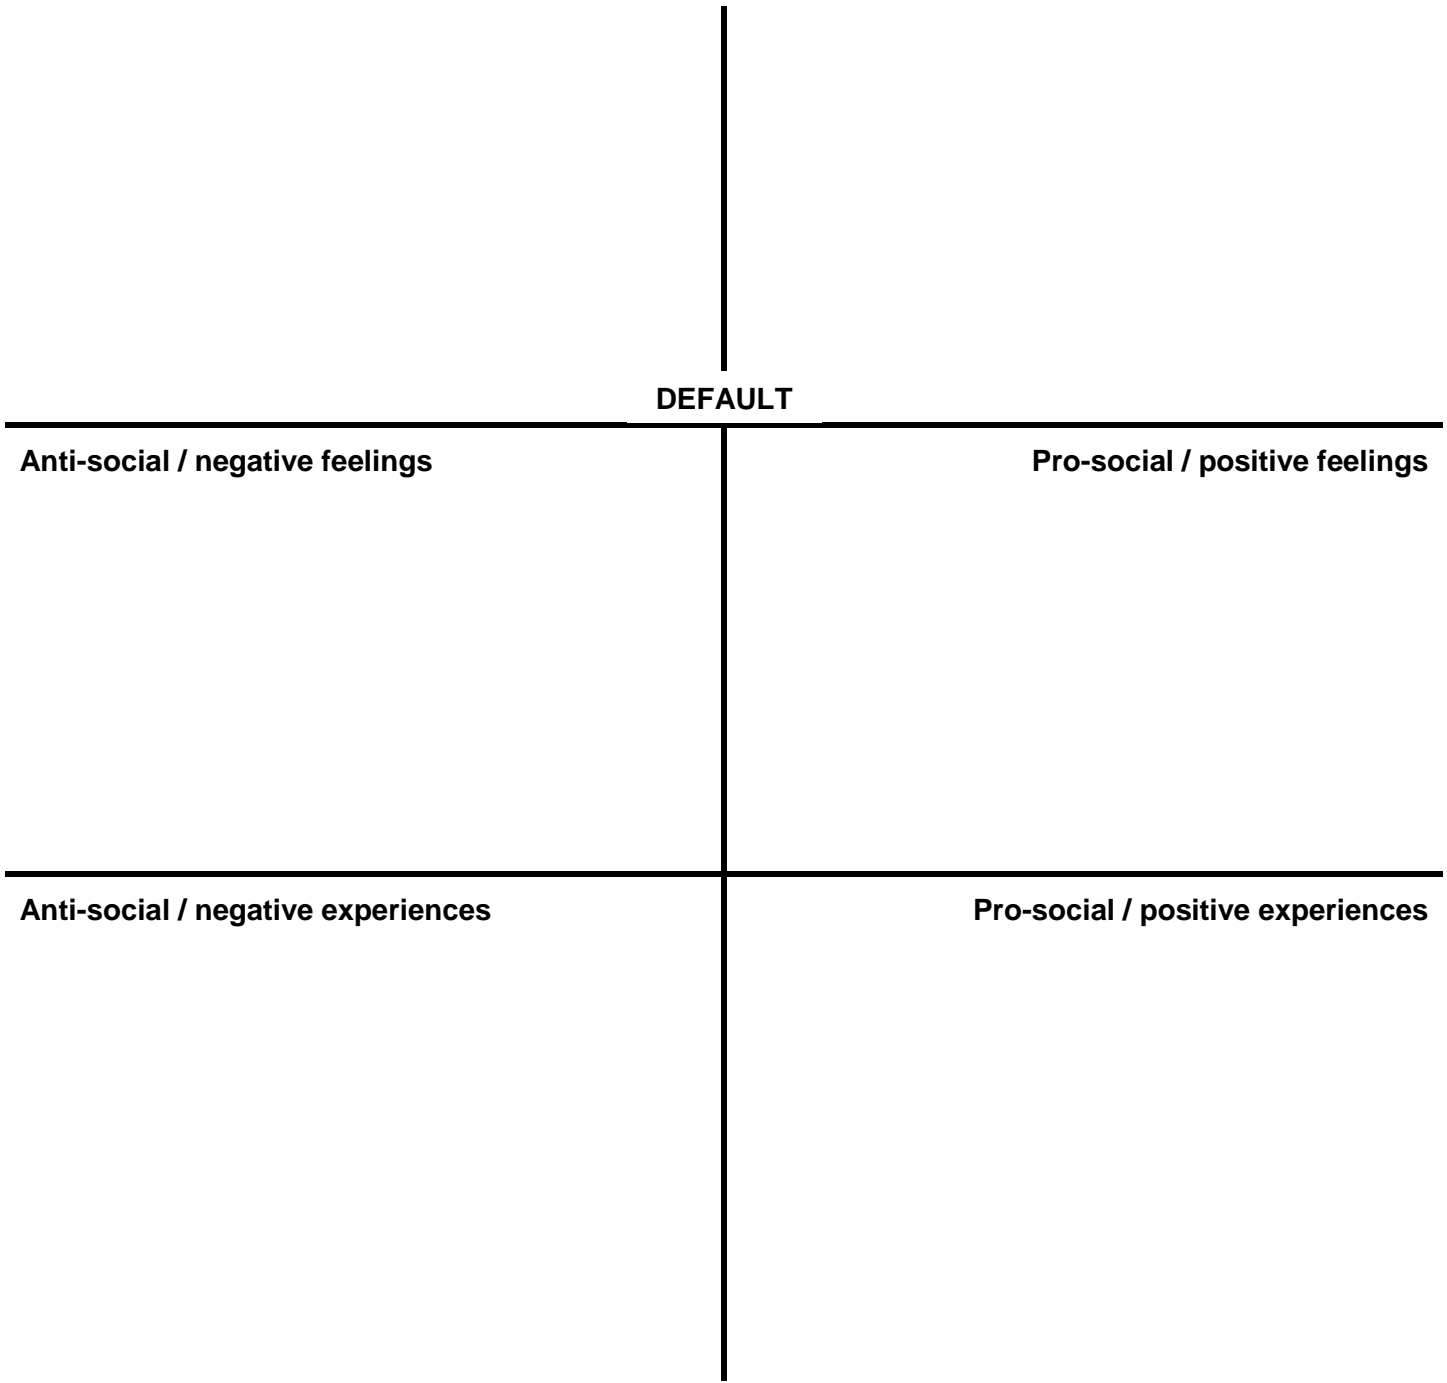 DEFAULT
Anti-social / negative feelings
Pro-social / positive feelings
Anti-social / negative experiences
Pro-social / positive experiences